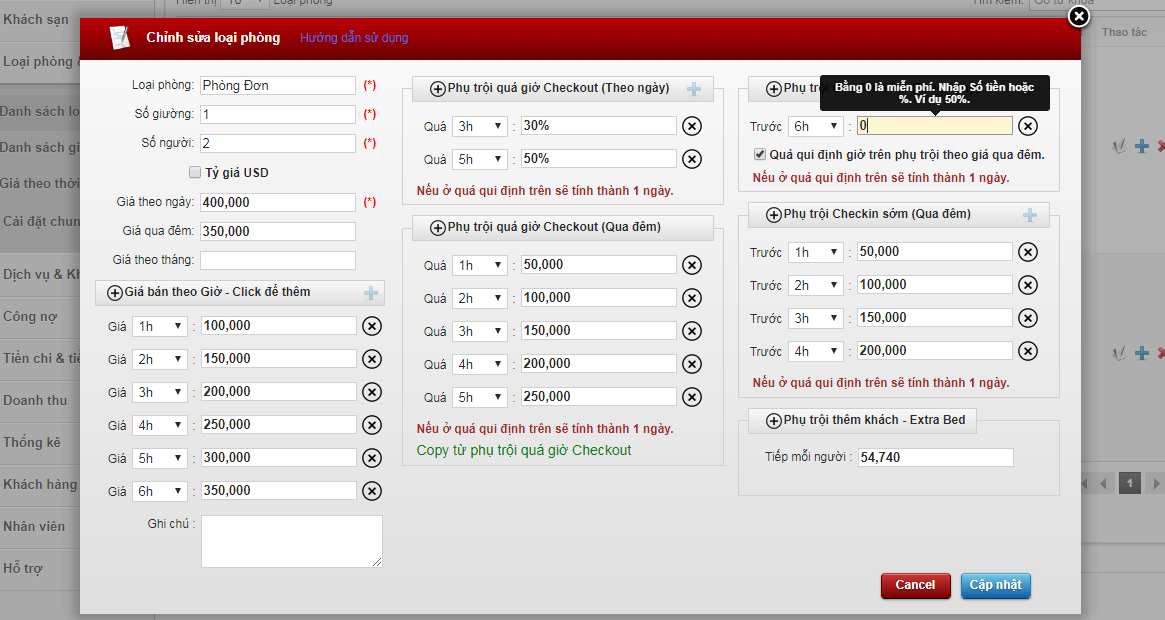 Khách sạn
Loại phòng &
Danh sách lo
Danh sách gi
Giá theo thời
Cài đặt chun
Dịch vụ & Kh
Công nợ
Tiền chi & tiề
Doanh thu
Thống kê
Khách hàng
Nhân viên
Hỗ trợ
Hiển thị 10 Loại phòng
Tìm kiếm: Gõ từ khóa
Thao tác
1
Chỉnh sửa loại phòng Hướng dẫn sử dụng
Loại phòng: Phòng Đơn (*)
Số giường: 1 (*)
Số người: 2 (*)
Tỷ giá USD
Giá theo ngày: 400,000 (*)
Giá qua đêm: 350,000
Giá theo tháng:
Giá bán theo Giờ - Click để thêm
Giá 1h : 100,000
Giá 2h : 150,000
Giá 3h : 200,000
Giá 4h : 250,000
Giá 5h : 300,000
Giá 6h : 350,000
Ghi chú :
Phụ trội quá giờ Checkout (Theo ngày)
Quá 3h : 30%
Quá 5h : 50%
Nếu ở quá qui định trên sẽ tính thành 1 ngày.
Phụ trội quá giờ Checkout (Qua đêm)
Quá 1h : 50,000
Quá 2h : 100,000
Quá 3h : 150,000
Quá 4h : 200,000
Quá 5h : 250,000
Nếu ở quá qui định trên sẽ tính thành 1 ngày.
Copy từ phụ trội quá giờ Checkout
Phụ trộ
Bằng 0 là miễn phí. Nhập Số tiền hoặc
%. Ví dụ 50%.
Trước 6h : 0
Quá qui định giờ trên phụ trội theo giá qua đêm.
Nếu ở quá qui định trên sẽ tính thành 1 ngày.
Phụ trội Checkin sớm (Qua đêm)
Trước 1h : 50,000
Trước 2h : 100,000
Trước 3h : 150,000
Trước 4h : 200,000
Nếu ở quá qui định trên sẽ tính thành 1 ngày.
Phụ trội thêm khách - Extra Bed
Tiếp mỗi người : 54,740
Cancel Cập nhật